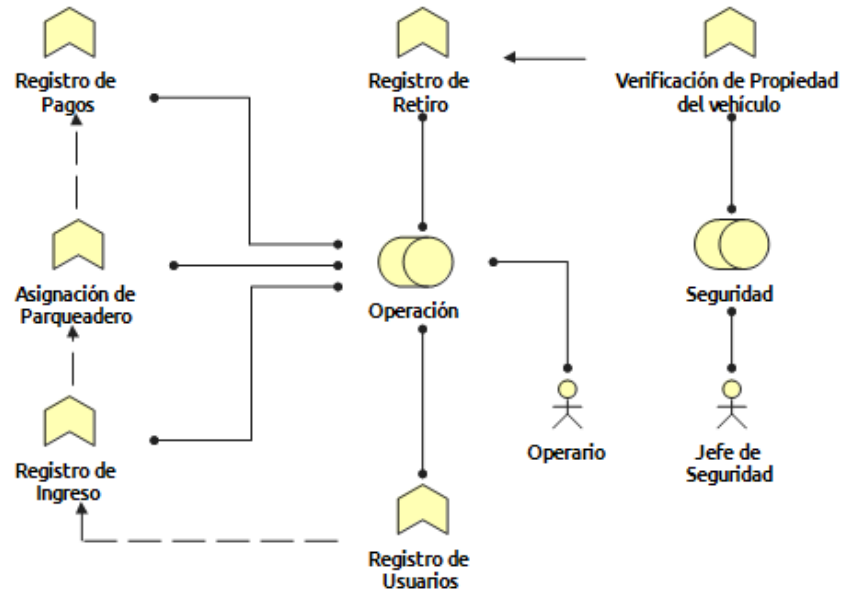 Registro de
Pagos
Registro de
Retiro
Verificación de Propiedad
del vehículo
Asignación de
Parqueadero
Operación
Seguridad
Registro de
Ingreso
Operario
Jefe de
Seguridad
Registro de
Usuarios